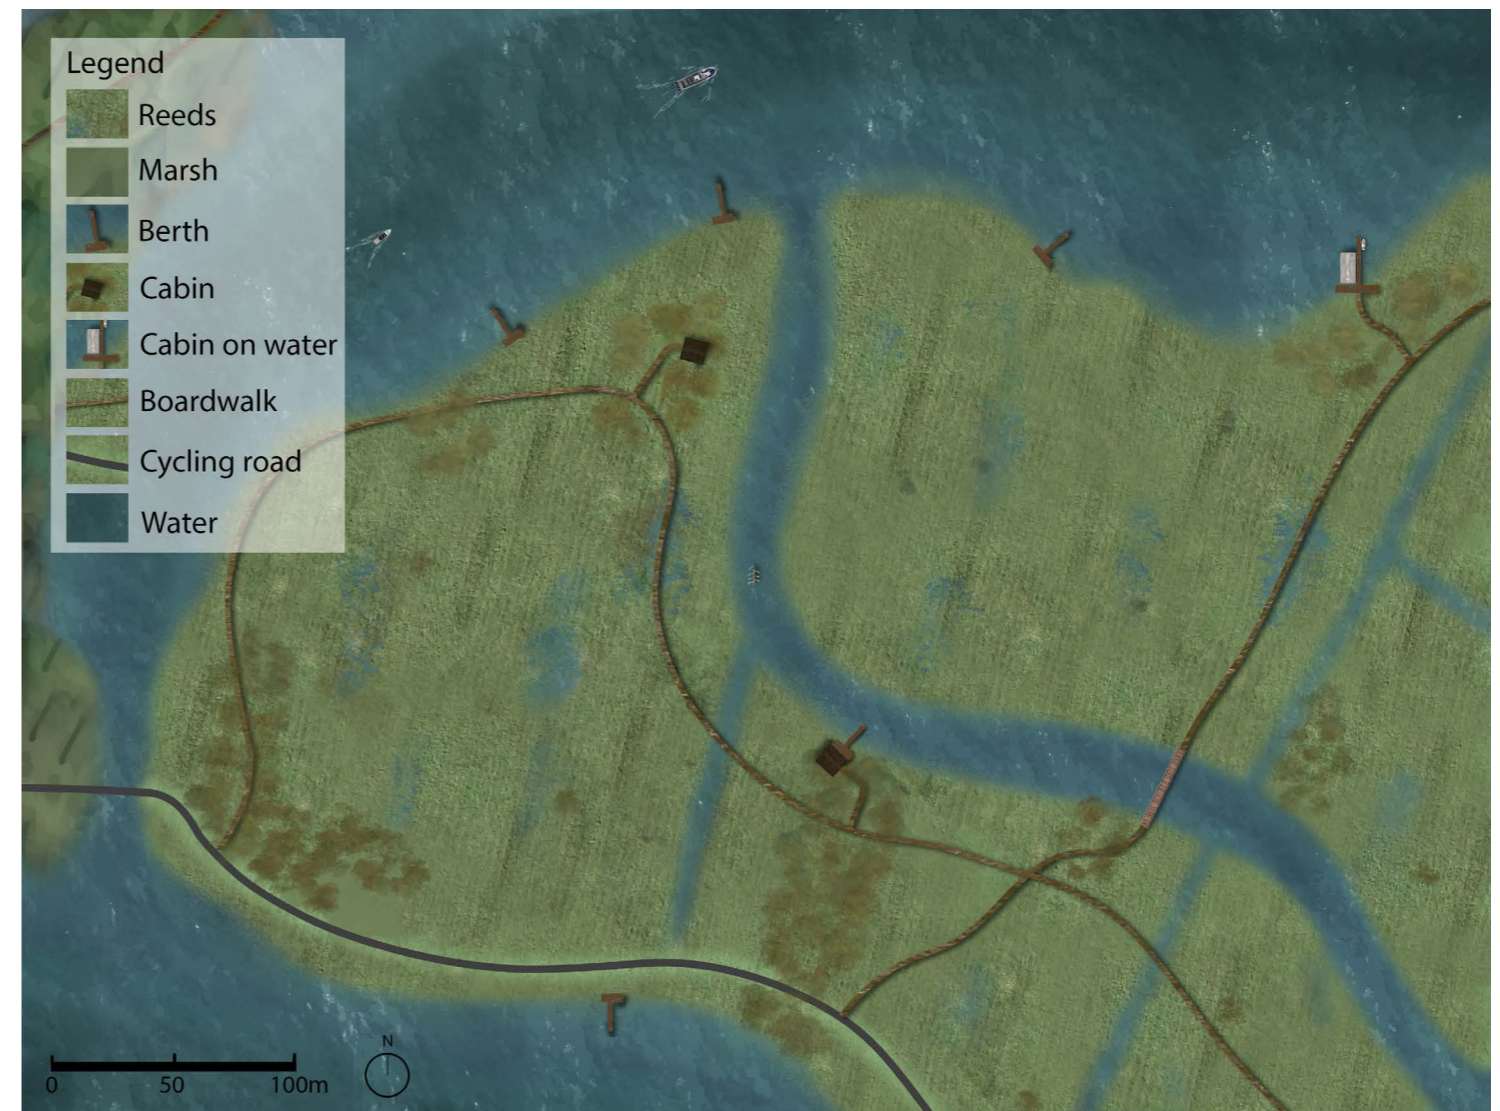 Legend
Reeds
Marsh
Berth
Cabin
Cabin on water
Boardwalk
Cycling road
Water
N
0 50 100m